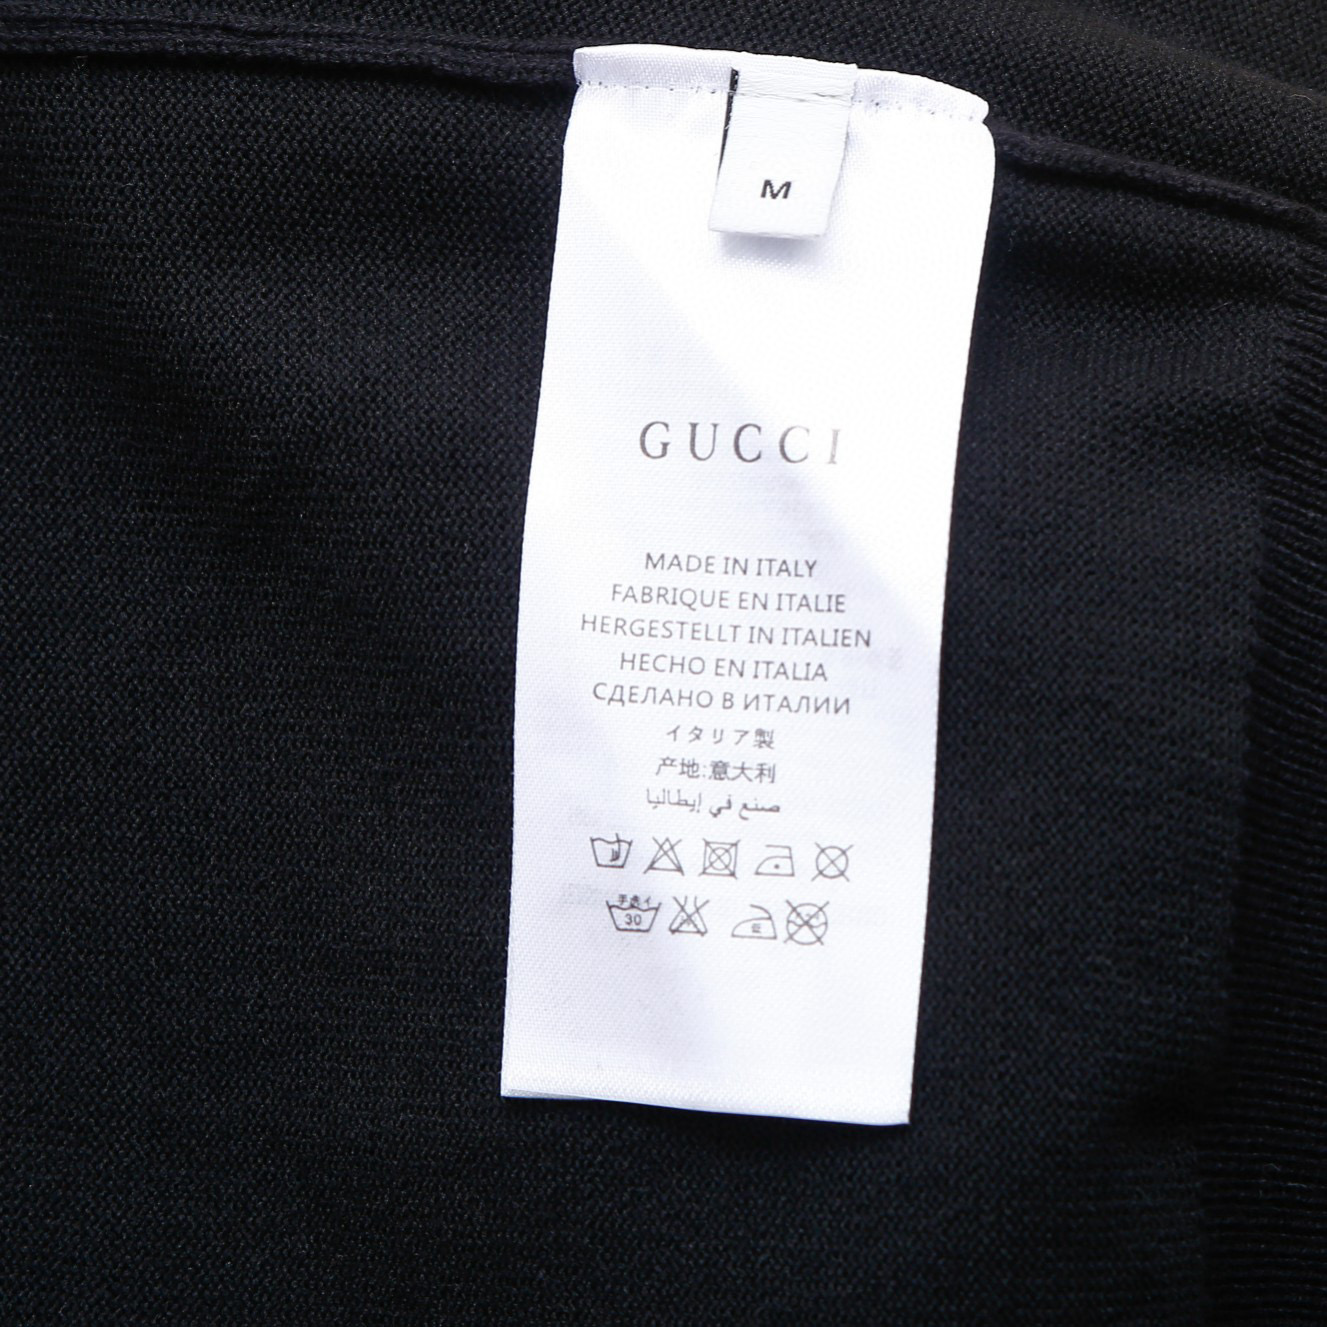 M
GUCCI
MADE IN ITALY
FABRIQUE EN ITALIE
HERGESTELLT IN ITALIEN
HECHO EN ITALIA
СДЕЛАНО В ИТАЛИИ
イタリア製
产地:意大利
صنع في إيطاليا
30